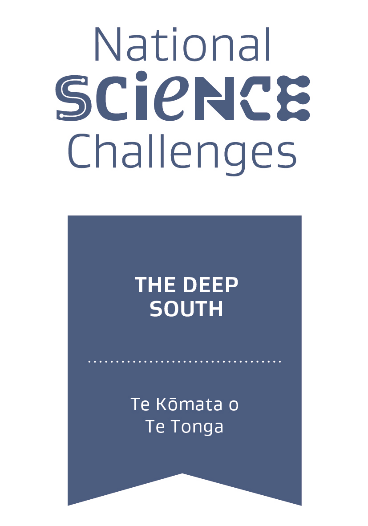 National
SCieNCE
Challenges
THE DEEP
SOUTH
Te Kōmata o
Te Tonga